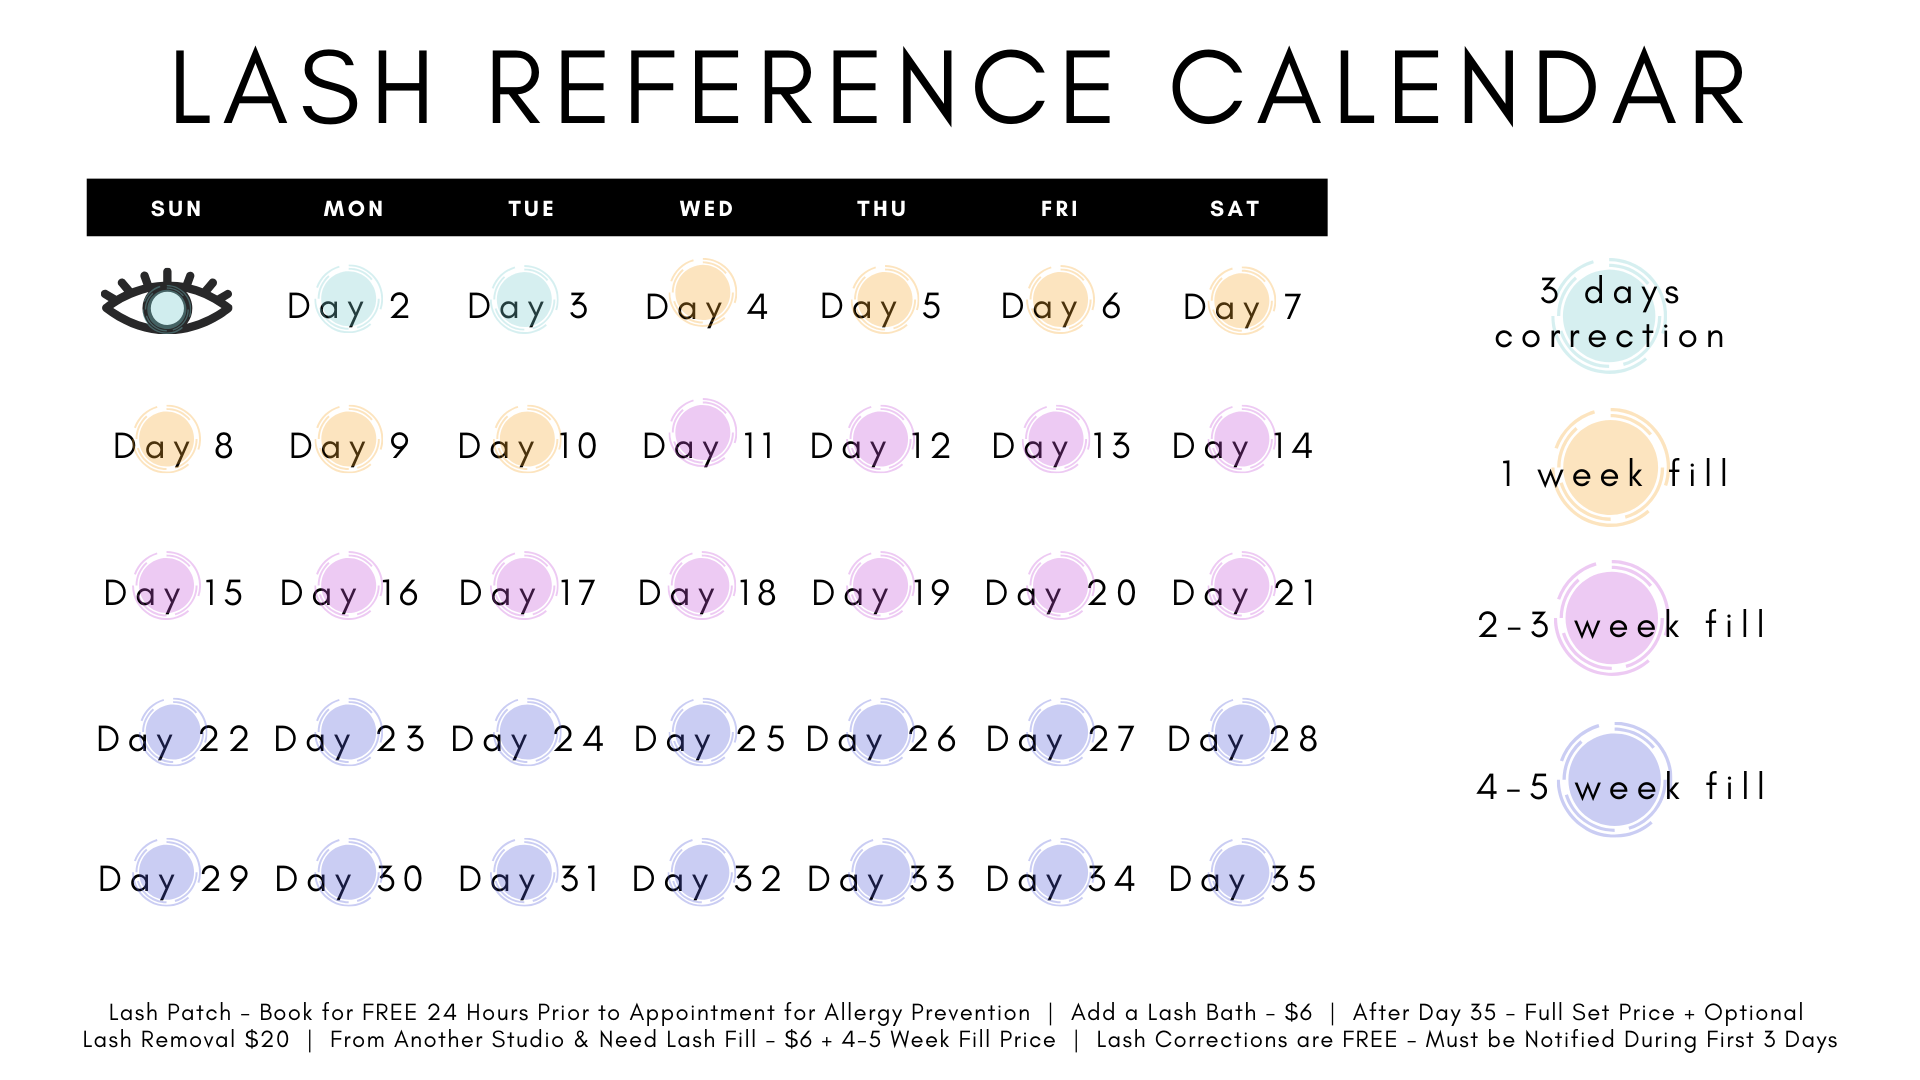 LASH REFERENCE CALENDAR
SUN MON TUE WED THU FRI SAT
Day 2 Day 3 Day 4 Day 5 Day 6 Day 7
Day 8 Day 9 Day 10 Day 11 Day 12 Day 13 Day 14
Day 15 Day 16 Day 17 Day 18 Day 19 Day 20 Day 21
Day 22 Day 23 Day 24 Day 25 Day 26 Day 27 Day 28
Day 29 Day 30 Day 31 Day 32 Day 33 Day 34 Day 35
3 days
correction
1 week fill
2-3 week fill
4-5 week fill
Lash Patch - Book for FREE 24 Hours Prior to Appointment for Allergy Prevention | Add a Lash Bath - $6 | After Day 35 - Full Set Price + Optional
Lash Removal $20 | From Another Studio & Need Lash Fill - $6 + 4-5 Week Fill Price | Lash Corrections are FREE - Must be Notified During First 3 Days